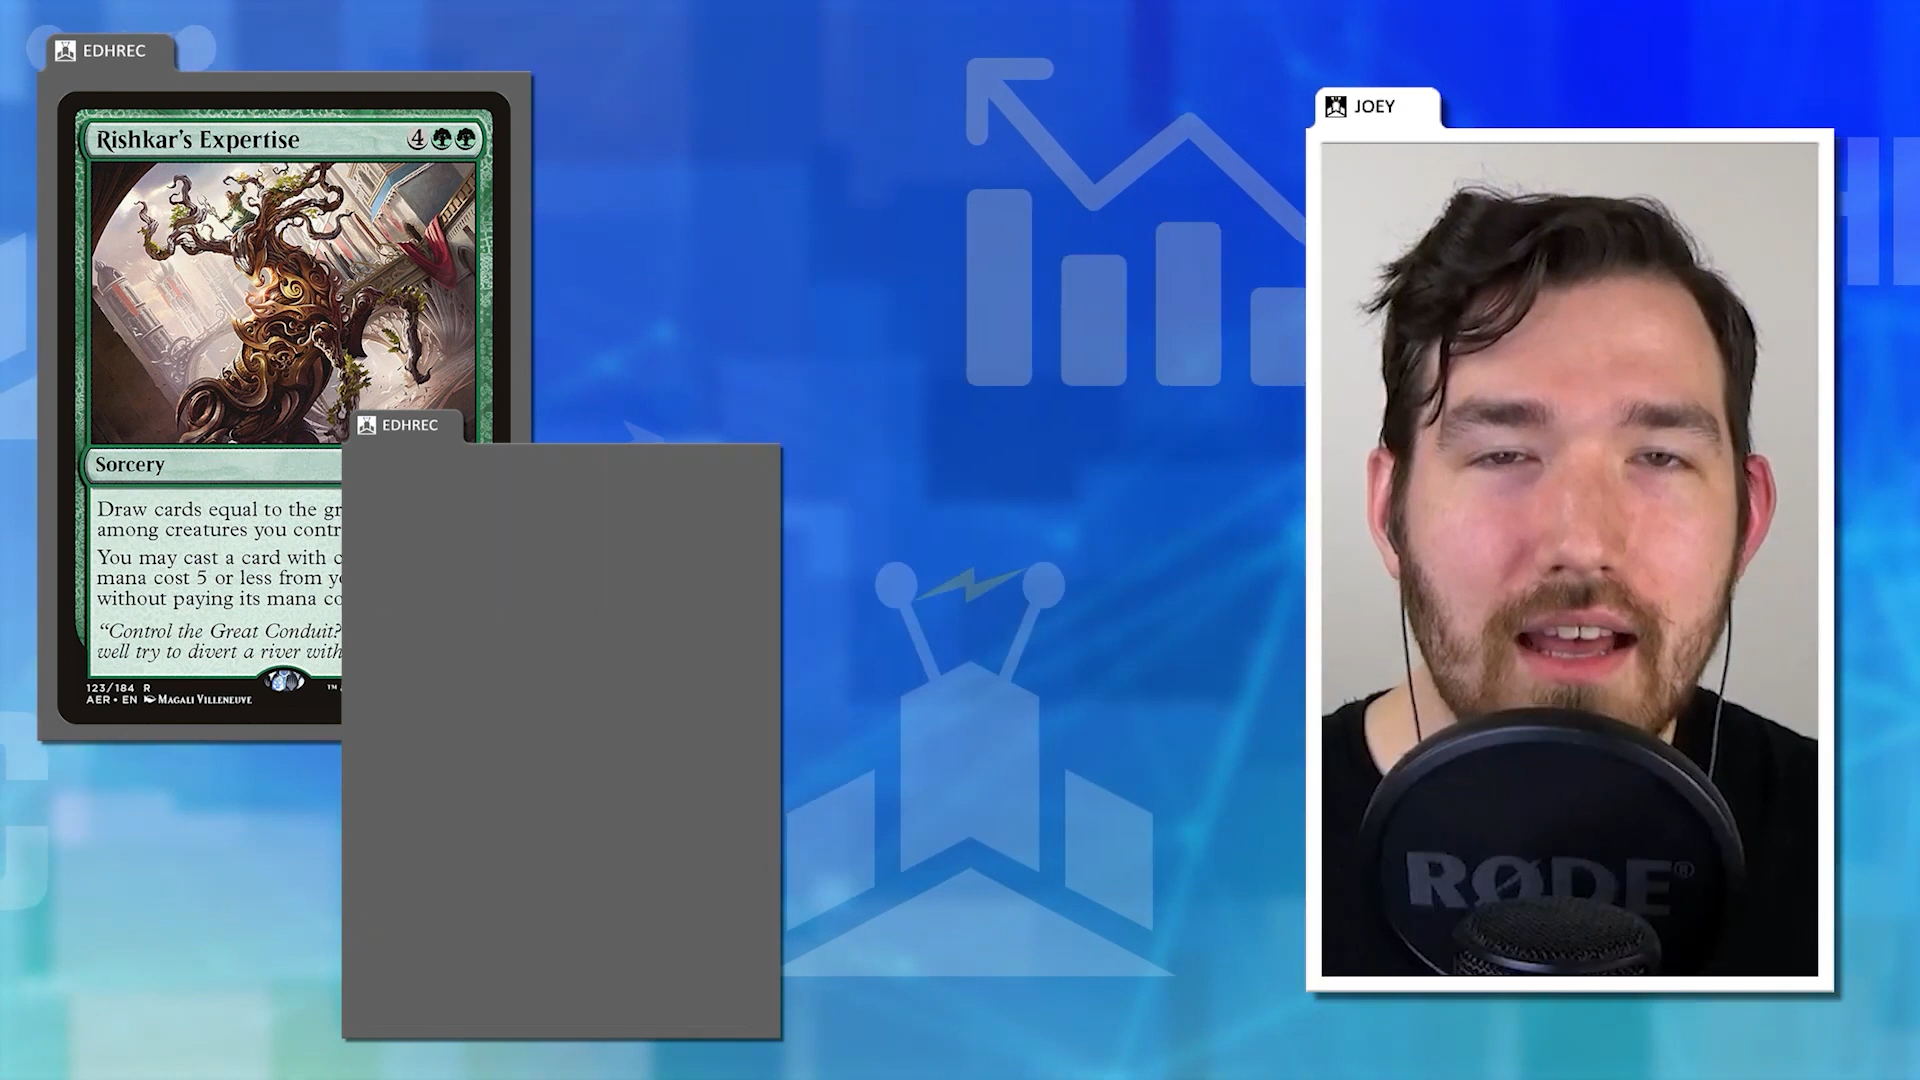 EDHREC
Rishkar's Expertise 4
Sorcery
Draw cards equal to the gr
among creatures you contr
You may cast a card with c
mana cost 5 or less from y
without paying its mana co
"Control the Great Conduit?
well try to divert a river with
123/184 R
AER • EN MAGALI VILLENEUVE
™
EDHREC
JOEY
RØDE®